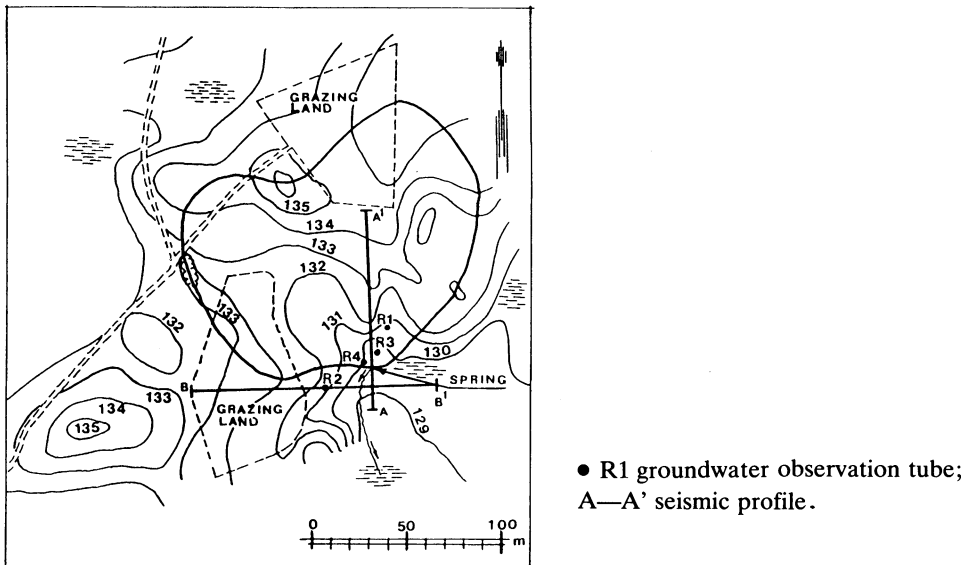 GRAZING
LAND
135
A'
134
133
132
131
R1
R3
R4
130
133
132
R2
SPRING
B
B'
133
GRAZING
LAND
A
134
135
129
0 50 100
m
● R1 groundwater observation tube;
A—A' seismic profile.